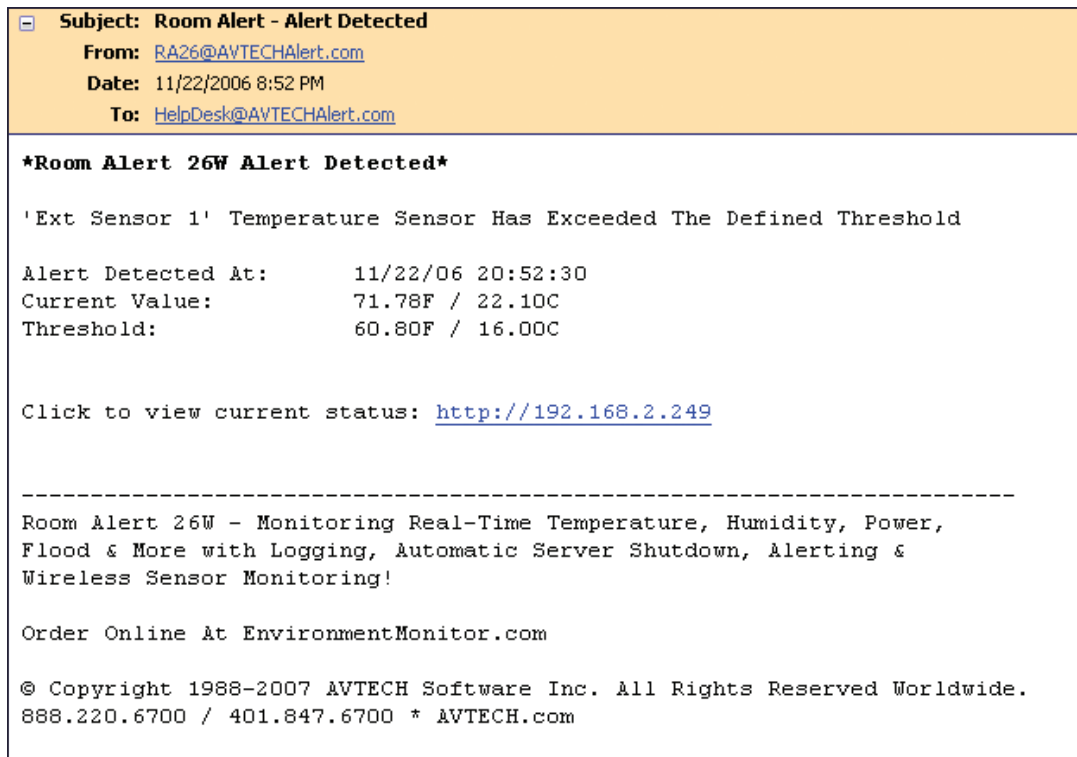 Subject: Room Alert - Alert Detected
From: RA26@AVTECHAlert.com
Date: 11/22/2006 8:52 PM
To: HelpDesk@AVTECHAlert.com
*Room Alert 26W Alert Detected*
'Ext Sensor 1' Temperature Sensor Has Exceeded The Defined Threshold
Alert Detected At: 11/22/06 20:52:30
Current Value: 71.78F / 22.10C
Threshold: 60.80F / 16.00C
Click to view current status: http://192.168.2.249
------------------------------------------------------------------------
Room Alert 26W - Monitoring Real-Time Temperature, Humidity, Power,
Flood & More with Logging, Automatic Server Shutdown, Alerting &
Wireless Sensor Monitoring!
Order Online At EnvironmentMonitor.com
© Copyright 1988-2007 AVTECH Software Inc. All Rights Reserved Worldwide.
888.220.6700 / 401.847.6700 * AVTECH.com